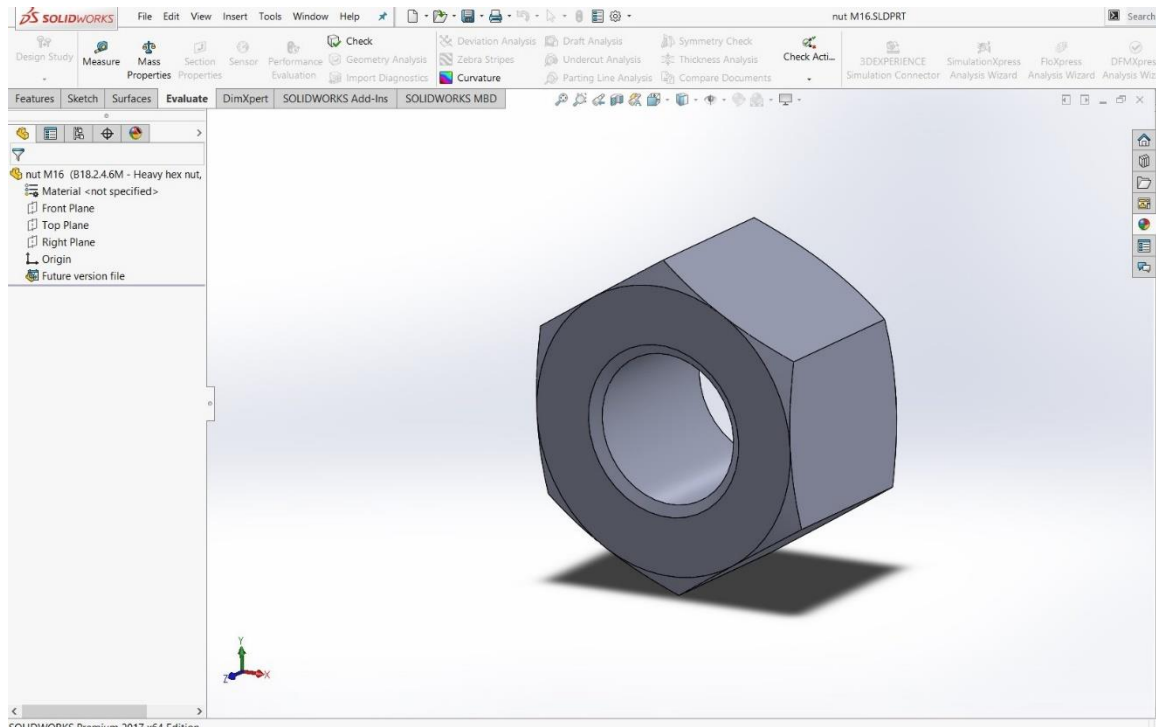 SOLIDWORKS File Edit View Insert Tools Window Help nut M16.SLDPRT Search
Design Study Measure Mass Properties Section Properties Sensor Performance Evaluation
Check
Geometry Analysis
Import Diagnostics
Deviation Analysis
Zebra Stripes
Curvature
Draft Analysis
Undercut Analysis
Parting Line Analysis
Symmetry Check
Thickness Analysis
Compare Documents
Check Acti...
3DEXPERIENCE
Simulation Connector
SimulationXpress
Analysis Wizard
FloXpress
Analysis Wizard
DFMXpres
Analysis Wiz
Features Sketch Surfaces Evaluate DimXpert SOLIDWORKS Add-Ins SOLIDWORKS MBD
nut M16 (B18.2.4.6M - Heavy hex nut,
Material <not specified>
Front Plane
Top Plane
Right Plane
Origin
Future version file
Y
Z X
SOLIDWORKS Premium 2017 x64 Edition